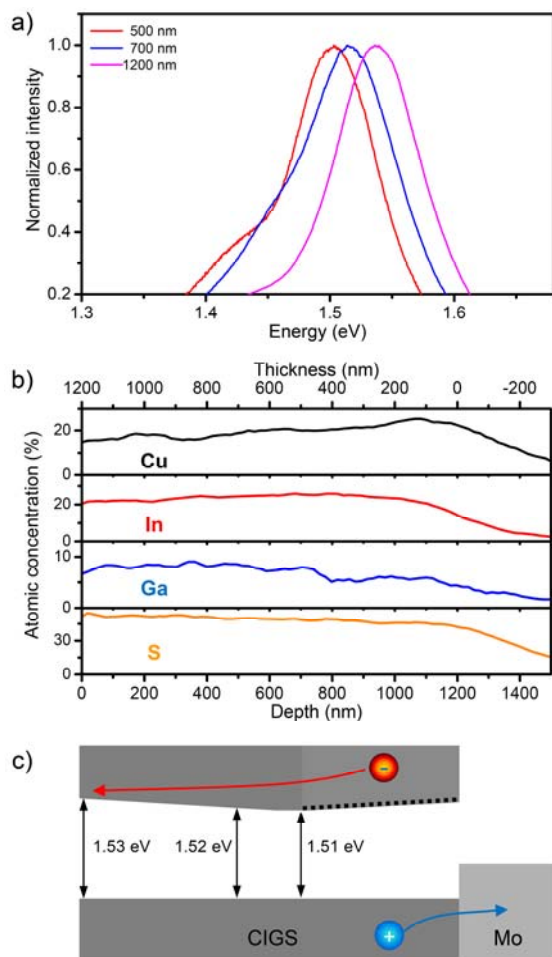 a)
500 nm
700 nm
1200 nm
Normalized intensity
1.0
0.8
0.6
0.4
0.2
1.3 1.4 1.5 1.6
Energy (eV)
b)
Thickness (nm)
1200 1000 800 600 400 200 0 -200
Atomic concentration (%)
20
0
Cu
20
0
In
10
0
Ga
30
0
S
0 200 400 600 800 1000 1200 1400
Depth (nm)
c)
-
1.53 eV 1.52 eV 1.51 eV
+
CIGS Mo